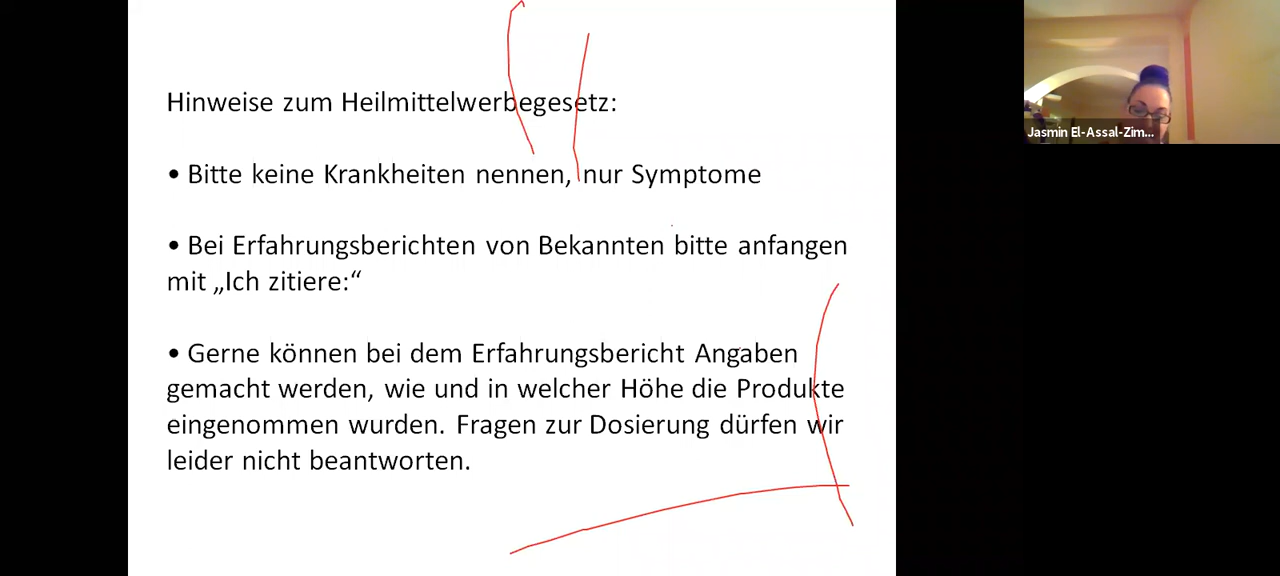 Hinweise zum Heilmittelwerbegesetz:
• Bitte keine Krankheiten nennen, nur Symptome
• Bei Erfahrungsberichten von Bekannten bitte anfangen
mit „Ich zitiere:“
• Gerne können bei dem Erfahrungsbericht Angaben
gemacht werden, wie und in welcher Höhe die Produkte
eingenommen wurden. Fragen zur Dosierung dürfen wir
leider nicht beantworten.
Jasmin El-Assal-Zim...